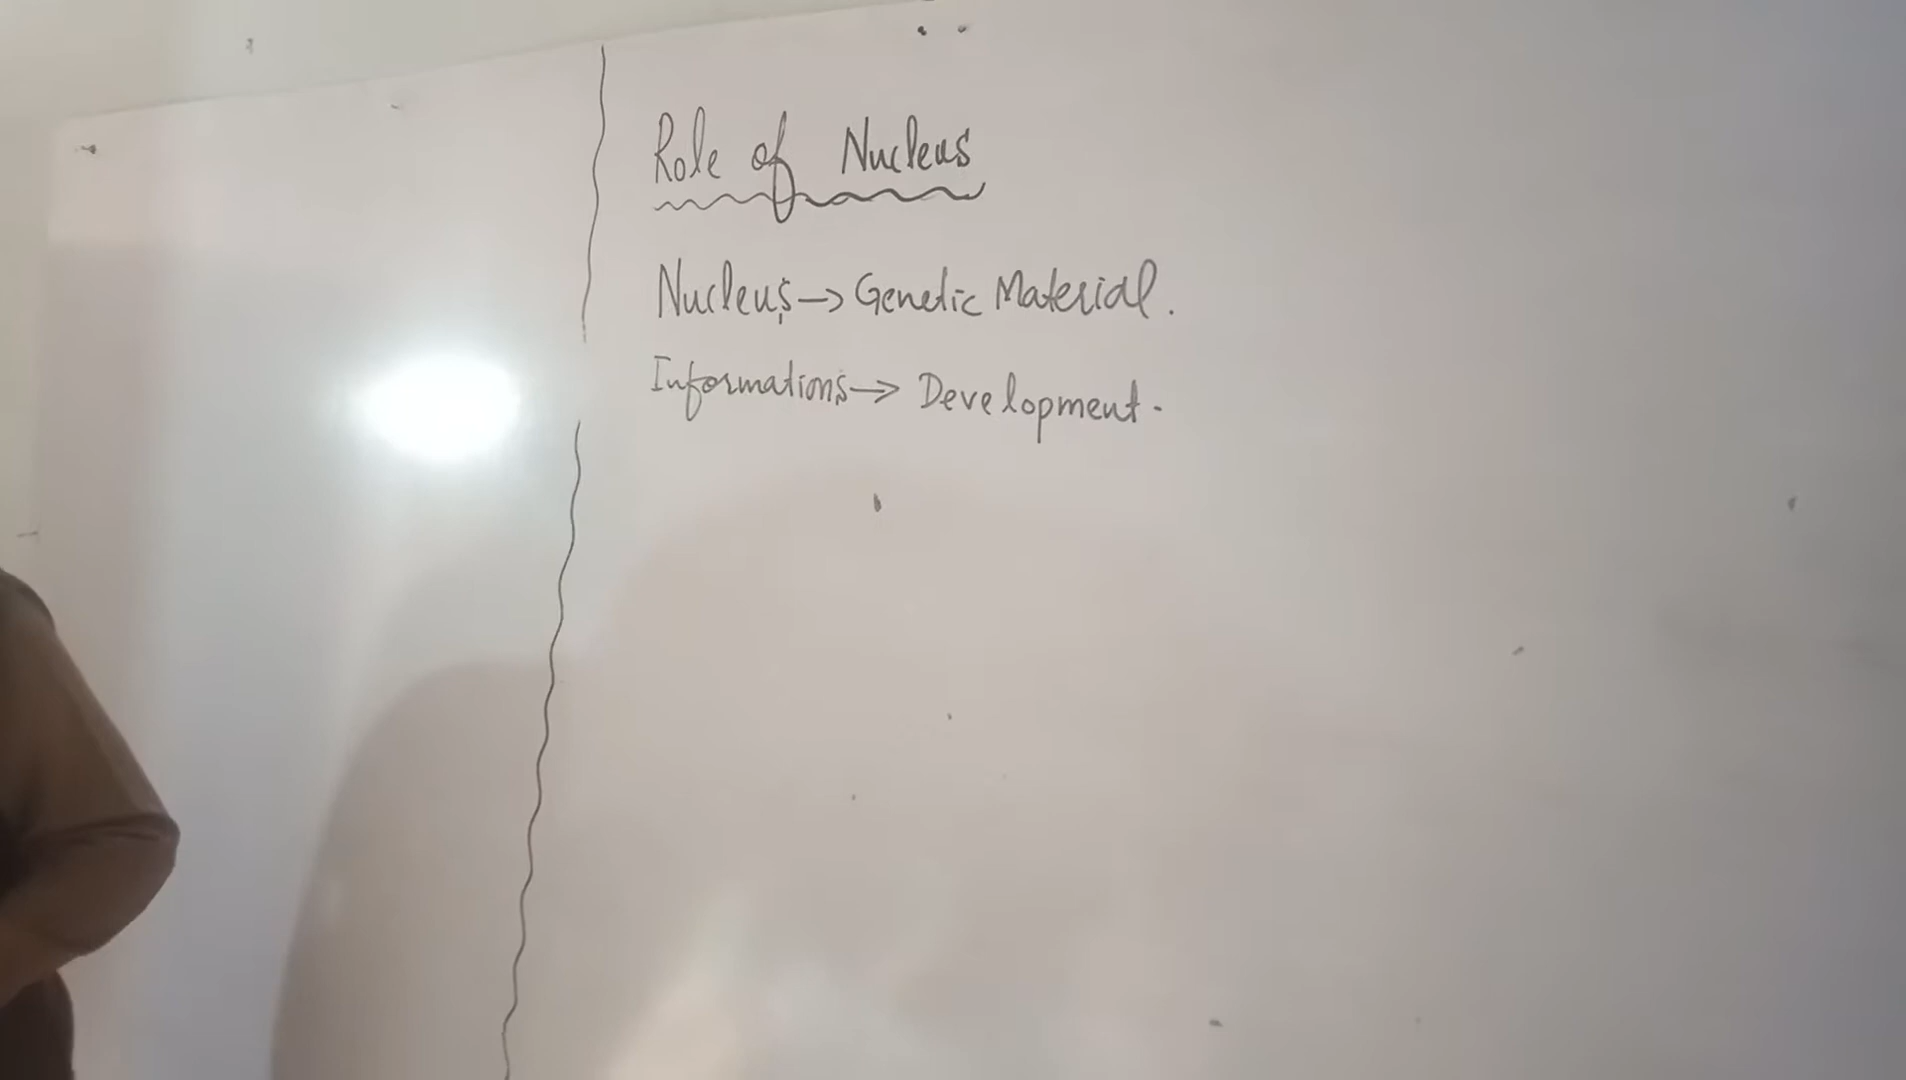 Role of Nucleus
Nucleus → Genetic Material.
Informations → Development.